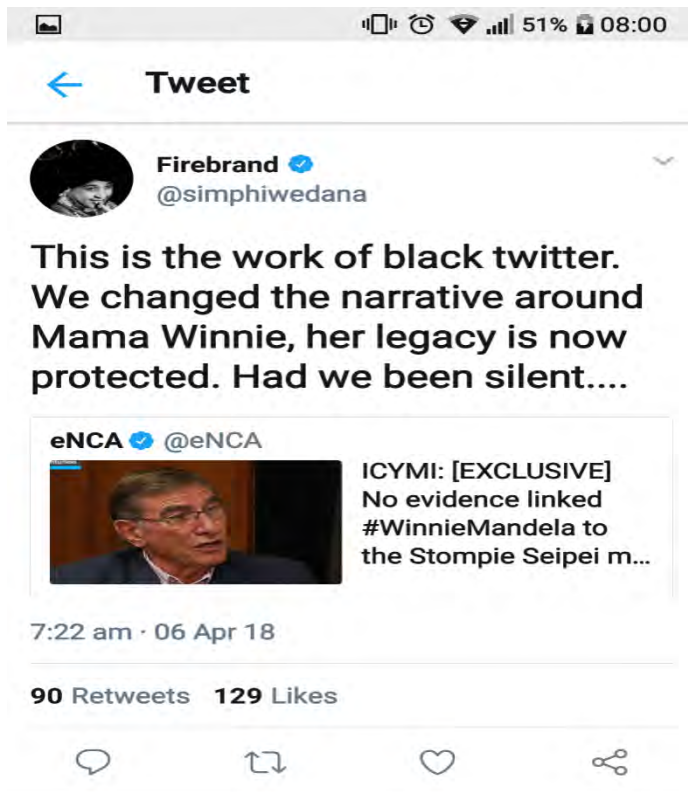 51% 08:00
Tweet
Firebrand
@simphiwedana
This is the work of black twitter.
We changed the narrative around
Mama Winnie, her legacy is now
protected. Had we been silent....
eNCA @eNCA
ICYMI: [EXCLUSIVE]
No evidence linked
#WinnieMandela to
the Stompie Seipei m...
7:22 am · 06 Apr 18
90 Retweets 129 Likes